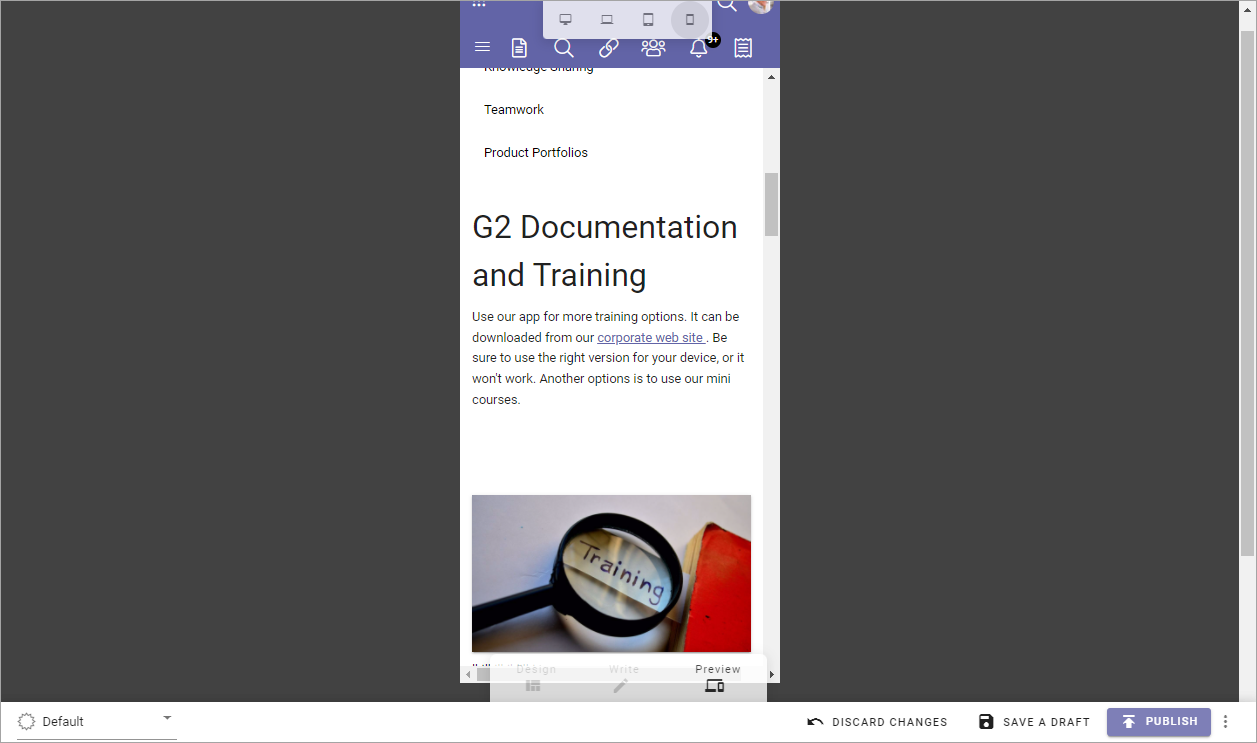 9+
Knowledge Sharing
Teamwork
Product Portfolios
G2 Documentation
and Training
Use our app for more training options. It can be
downloaded from our corporate web site . Be
sure to use the right version for your device, or it
won't work. Another options is to use our mini
courses.
Training
Design Write Preview
Default DISCARD CHANGES SAVE A DRAFT PUBLISH